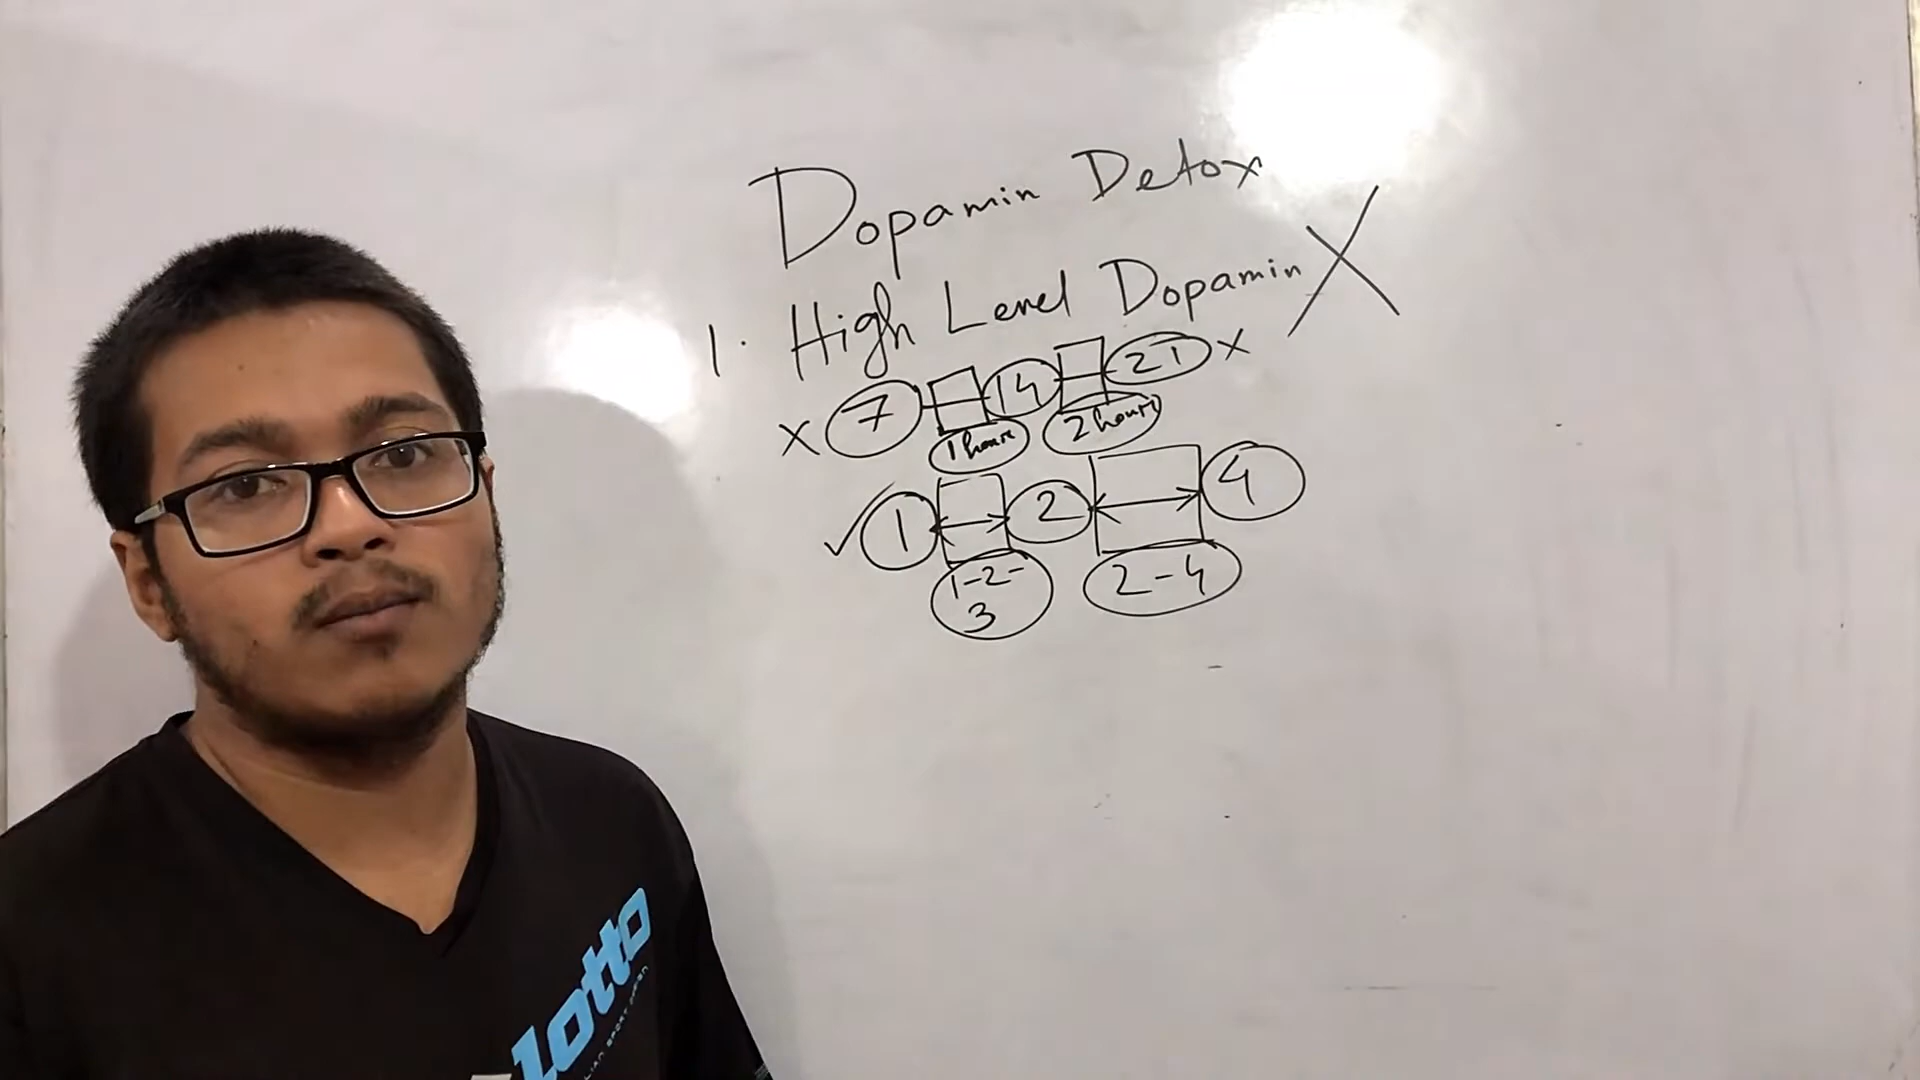 Dopamin Detox
1. High Level Dopamin X
X 7 14 21 X
1 hour 2 hours
✓ 1 2 4
1-2-3 2-4
lotto